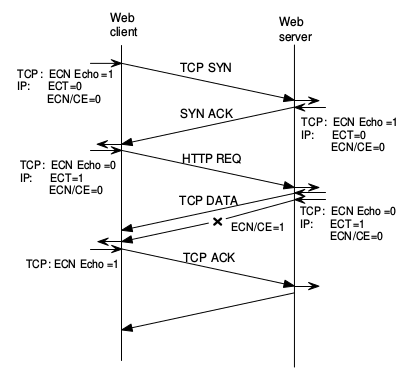 Web
client
Web
server
TCP: ECN Echo =1
IP: ECT=0
ECN/CE=0
TCP SYN
SYN ACK
TCP: ECN Echo =1
IP: ECT=0
ECN/CE=0
TCP: ECN Echo =0
IP: ECT=1
ECN/CE=0
HTTP REQ
TCP DATA
ECN/CE=1
TCP: ECN Echo =0
IP: ECT=1
ECN/CE=0
TCP: ECN Echo =1
TCP ACK